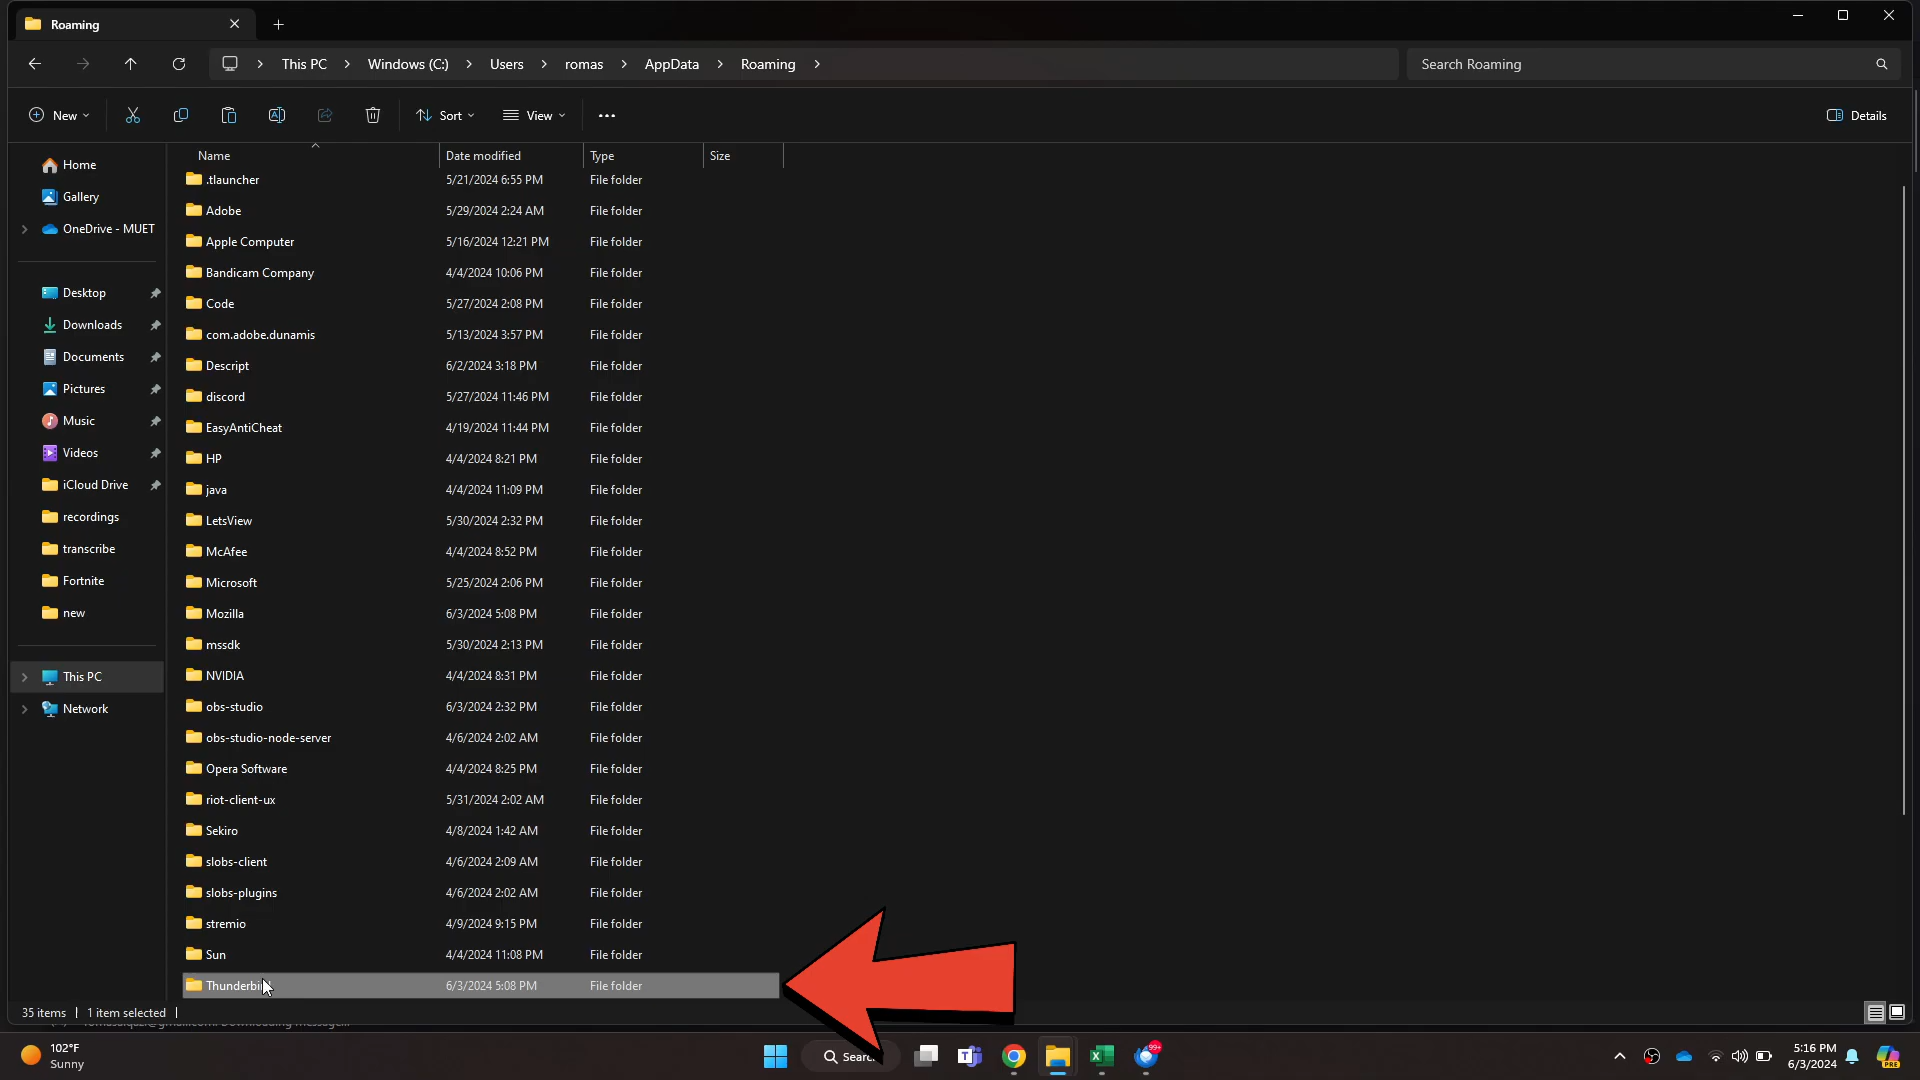 Roaming
This PC
Windows (C:)
Users
romas
AppData
Roaming
Search Roaming
New
Sort
View
Details
Name Date modified Type Size
Home
Gallery
OneDrive - MUET
Desktop
Downloads
Documents
Pictures
Music
Videos
iCloud Drive
recordings
transcribe
Fortnite
new
This PC
Network
.tlauncher 5/21/2024 6:55 PM File folder
Adobe 5/29/2024 2:24 AM File folder
Apple Computer 5/16/2024 12:21 PM File folder
Bandicam Company 4/4/2024 10:06 PM File folder
Code 5/27/2024 2:08 PM File folder
com.adobe.dunamis 5/13/2024 3:57 PM File folder
Descript 6/2/2024 3:18 PM File folder
discord 5/27/2024 11:46 PM File folder
EasyAntiCheat 4/19/2024 11:44 PM File folder
HP 4/4/2024 8:21 PM File folder
java 4/4/2024 11:09 PM File folder
LetsView 5/30/2024 2:32 PM File folder
McAfee 4/4/2024 8:52 PM File folder
Microsoft 5/25/2024 2:06 PM File folder
Mozilla 6/3/2024 5:08 PM File folder
mssdk 5/30/2024 2:13 PM File folder
NVIDIA 4/4/2024 8:31 PM File folder
obs-studio 6/3/2024 2:32 PM File folder
obs-studio-node-server 4/6/2024 2:02 AM File folder
Opera Software 4/4/2024 8:25 PM File folder
riot-client-ux 5/31/2024 2:02 AM File folder
Sekiro 4/8/2024 1:42 AM File folder
slobs-client 4/6/2024 2:09 AM File folder
slobs-plugins 4/6/2024 2:02 AM File folder
stremio 4/9/2024 9:15 PM File folder
Sun 4/4/2024 11:08 PM File folder
Thunderbird 6/3/2024 5:08 PM File folder
35 items 1 item selected
102°F
Sunny
Search
99+
5:16 PM
6/3/2024
PRE